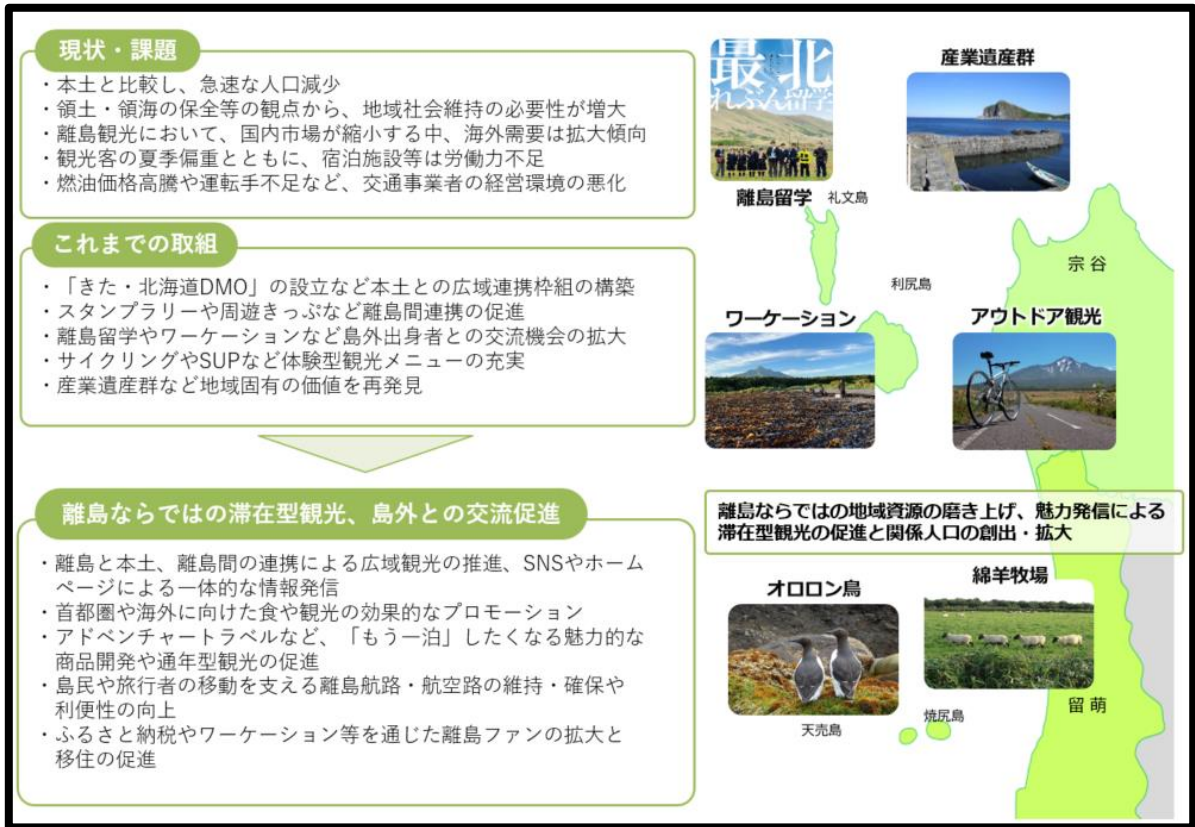 現状・課題
・本土と比較し、急速な人口減少
・領土・領海の保全等の観点から、地域社会維持の必要性が増大
・離島観光において、国内市場が縮小する中、海外需要は拡大傾向
・観光客の夏季偏重とともに、宿泊施設等は労働力不足
・燃油価格高騰や運転手不足など、交通事業者の経営環境の悪化
これまでの取組
・「きた・北海道DMO」の設立など本土との広域連携枠組の構築
・スタンプラリーや周遊きっぷなど離島間連携の促進
・離島留学やワーケーションなど島外出身者との交流機会の拡大
・サイクリングやSUPなど体験型観光メニューの充実
・産業遺産群など地域固有の価値を再発見
離島ならではの滞在型観光、島外との交流促進
・離島と本土、離島間の連携による広域観光の推進、SNSやホーム
ページによる一体的な情報発信
・首都圏や海外に向けた食や観光の効果的なプロモーション
・アドベンチャートラベルなど、「もう一泊」したくなる魅力的な
商品開発や通年型観光の促進
・島民や旅行者の移動を支える離島航路・航空路の維持・確保や
利便性の向上
・ふるさと納税やワーケーション等を通じた離島ファンの拡大と
移住の促進
最北
れぶん留学
離島留学
礼文島
産業遺産群
宗谷
利尻島
ワーケーション
アウトドア観光
離島ならではの地域資源の磨き上げ、魅力発信による
滞在型観光の促進と関係人口の創出・拡大
オロロン鳥
綿羊牧場
天売島
焼尻島
留萌